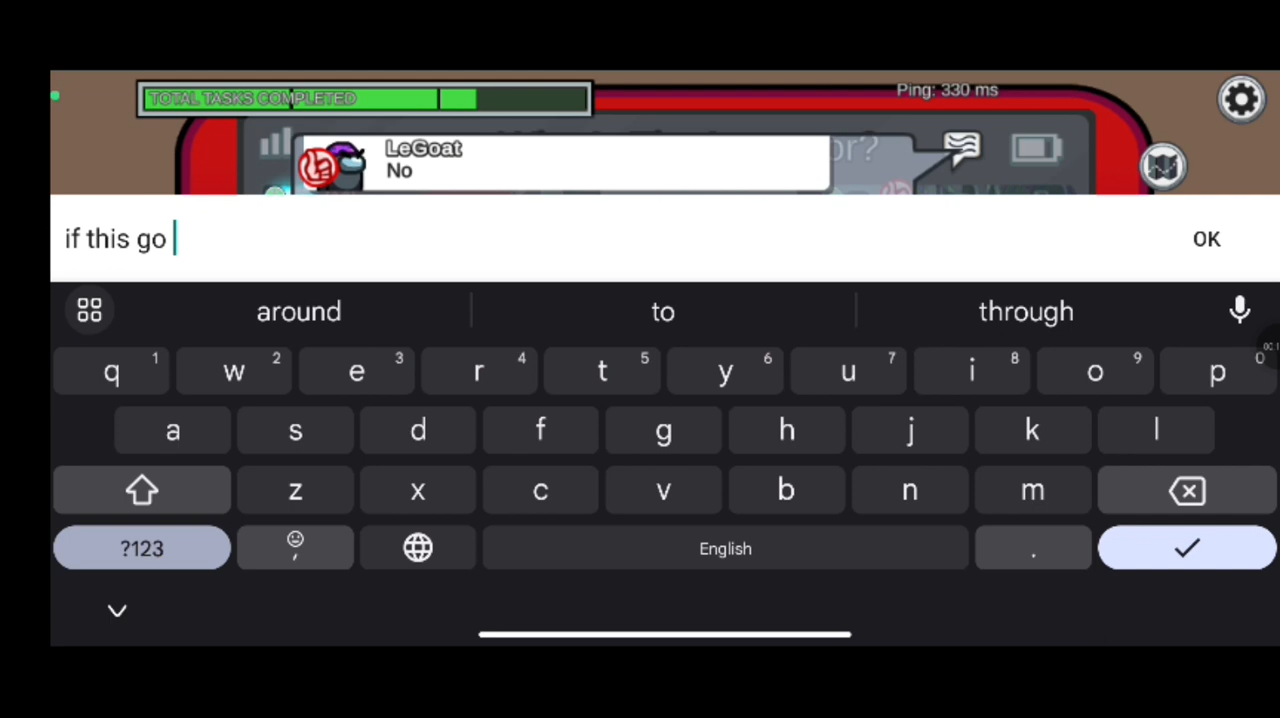 TOTAL TASKS COMPLETED
Ping: 330 ms
or?
LeGoat
No
if this go
OK
around to through
q 1 w 2 e 3 r 4 t 5 y 6 u 7 i 8 o 9 p 0
a s d f g h j k l
z x c v b n m
?123 , English .